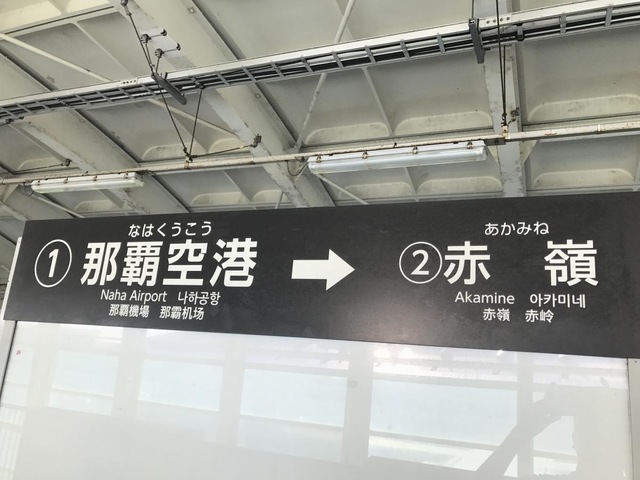 なはくうこう
① 那覇空港
Naha Airport 나하공항
那覇機場 那霸机场
→
あかみね
② 赤嶺
Akamine 아카미네
赤嶺 赤岭